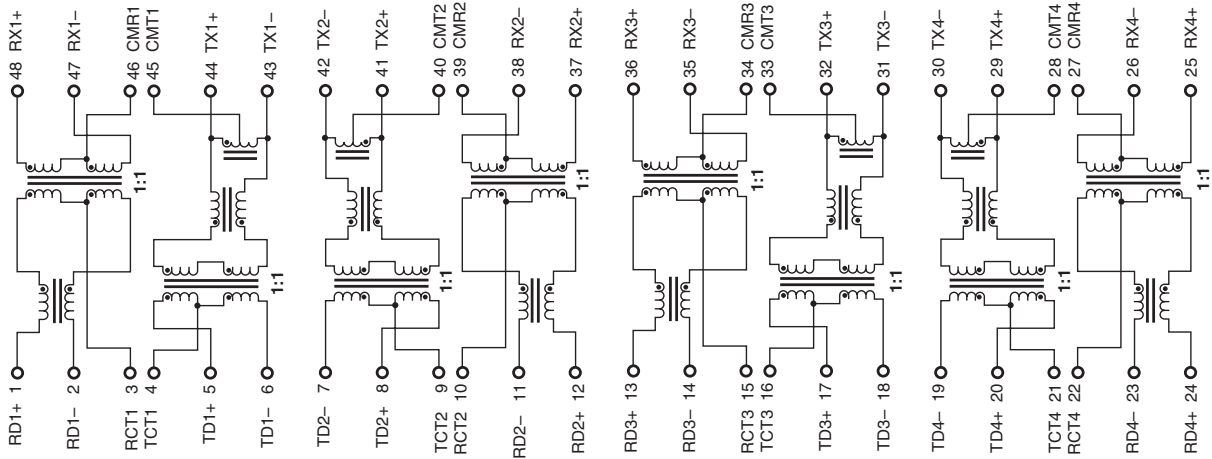 48 RX1+
47 RX1–
46 CMR1
45 CMT1
44 TX1+
43 TX1–
42 TX2–
41 TX2+
40 CMT2
39 CMR2
38 RX2–
37 RX2+
36 RX3+
35 RX3–
34 CMR3
33 CMT3
32 TX3+
31 TX3–
30 TX4–
29 TX4+
28 CMT4
27 CMR4
26 RX4–
25 RX4+
1:1
1:1
1:1
1:1
1:1
1:1
1:1
1:1
RD1+ 1
RD1– 2
RCT1 3
TCT1 4
TD1+ 5
TD1– 6
TD2– 7
TD2+ 8
TCT2 9
RCT2 10
RD2– 11
RD2+ 12
RD3+ 13
RD3– 14
RCT3 15
TCT3 16
TD3+ 17
TD3– 18
TD4– 19
TD4+ 20
TCT4 21
RCT4 22
RD4– 23
RD4+ 24